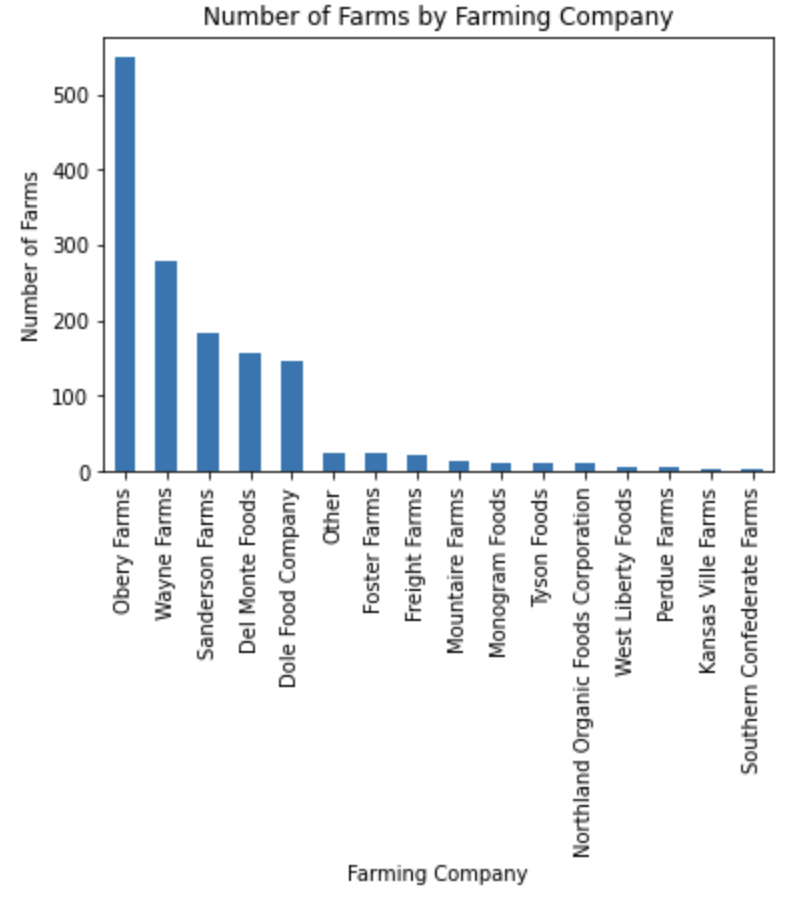 Number of Farms by Farming Company
Number of Farms
500
400
300
200
100
0
Obery Farms
Wayne Farms
Sanderson Farms
Del Monte Foods
Dole Food Company
Other
Foster Farms
Freight Farms
Mountaire Farms
Monogram Foods
Tyson Foods
Northland Organic Foods Corporation
West Liberty Foods
Perdue Farms
Kansas Ville Farms
Southern Confederate Farms
Farming Company